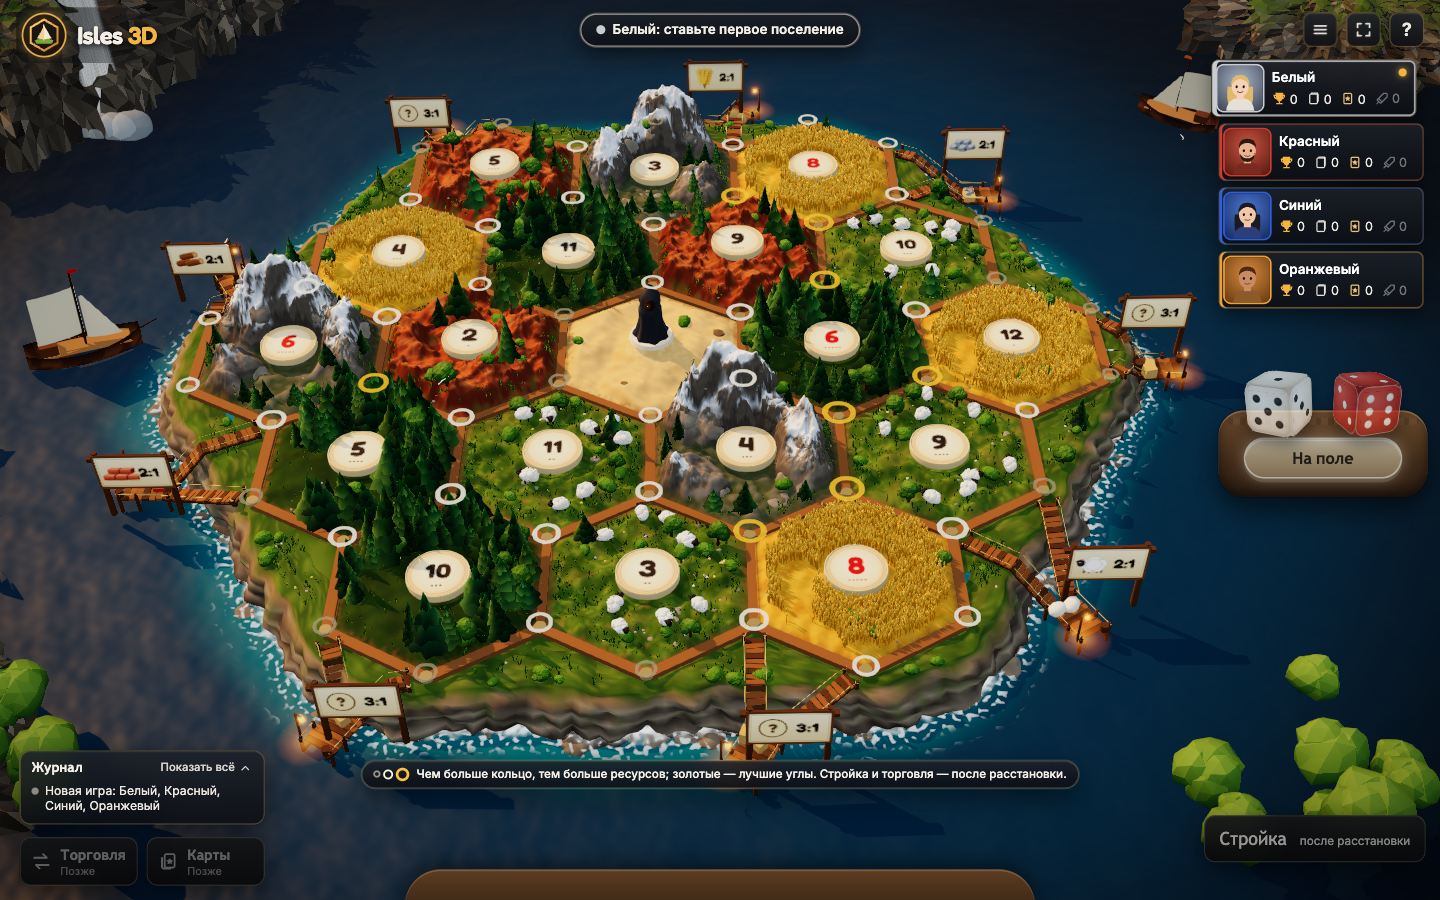 Isles 3D
Белый: ставьте первое поселение
?
Белый
0 0 0 0
Красный
0 0 0 0
Синий
0 0 0 0
Оранжевый
0 0 0 0
2:1
? 3:1
2:1
5
3
8
4
11
9
10
2:1
? 3:1
6
2
6
12
5
11
4
9
2:1
10
3
8
2:1
? 3:1
? 3:1
На поле
Чем больше кольцо, тем больше ресурсов; золотые — лучшие углы. Стройка и торговля — после расстановки.
Журнал Показать всё
Новая игра: Белый, Красный,
Синий, Оранжевый
Торговля
Позже
Карты
Позже
Стройка после расстановки